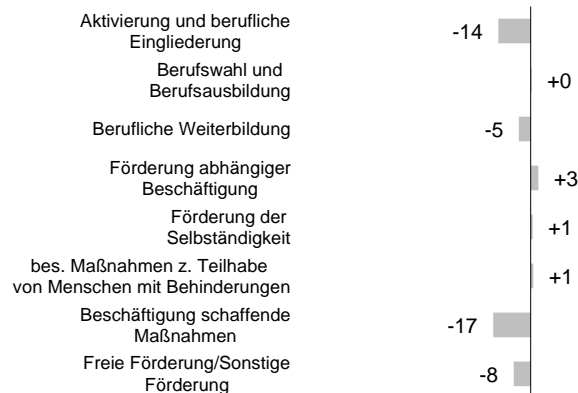 Aktivierung und berufliche
Eingliederung
-14
Berufswahl und
Berufsausbildung
+0
Berufliche Weiterbildung
-5
Förderung abhängiger
Beschäftigung
+3
Förderung der
Selbständigkeit
+1
bes. Maßnahmen z. Teilhabe
von Menschen mit Behinderungen
+1
Beschäftigung schaffende
Maßnahmen
-17
Freie Förderung/Sonstige
Förderung
-8